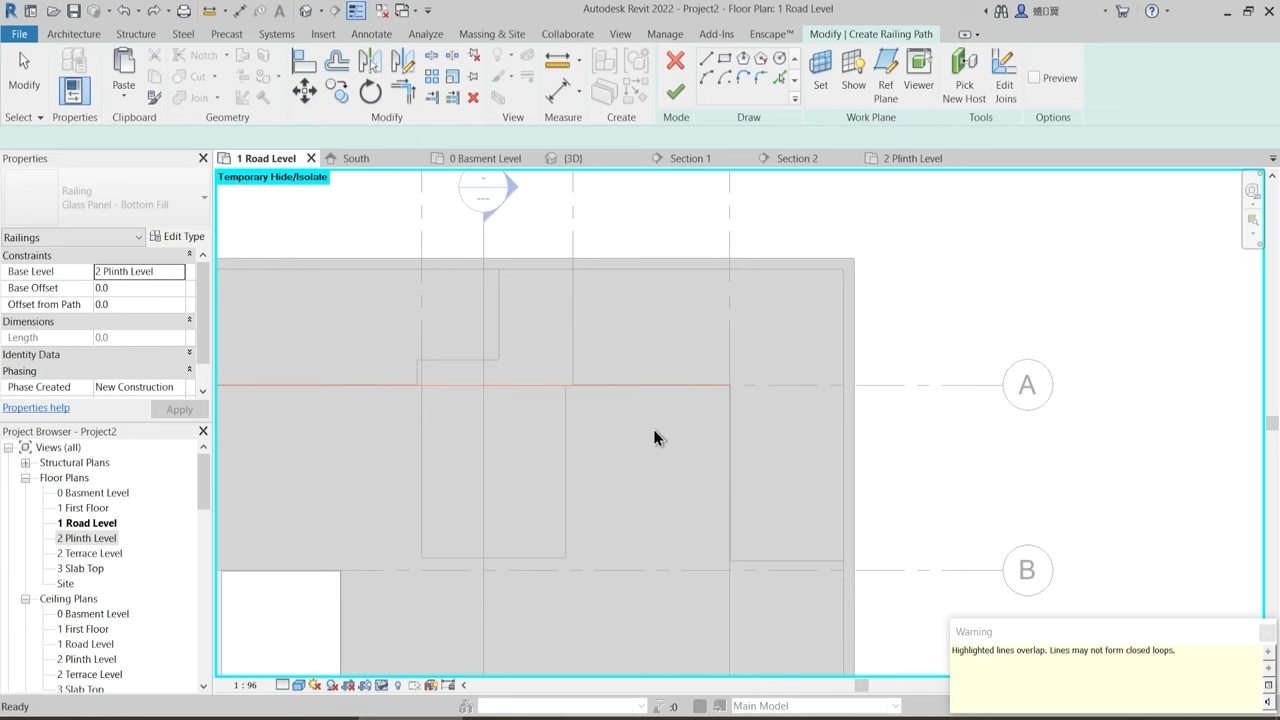 Autodesk Revit 2022 - Project2 - Floor Plan: 1 Road Level
File Architecture Structure Steel Precast Systems Insert Annotate Analyze Massing & Site Collaborate View Manage Add-Ins Enscape™ Modify | Create Railing Path
Notch
Cut
Join
Modify Paste Set Show Ref Plane Viewer Pick New Host Edit Joins Preview
Select Properties Clipboard Geometry Modify View Measure Create Mode Draw Work Plane Tools Options
Properties
1 Road Level South 0 Basment Level (3D) Section 1 Section 2 2 Plinth Level
Temporary Hide/Isolate
Railing
Glass Panel - Bottom Fill
Railings Edit Type
Constraints
Base Level 2 Plinth Level
Base Offset 0.0
Offset from Path 0.0
Dimensions
Length 0.0
Identity Data
Phasing
Phase Created New Construction
Properties help Apply
A
Project Browser - Project2
Views (all)
Structural Plans
Floor Plans
0 Basment Level
1 First Floor
1 Road Level
2 Plinth Level
2 Terrace Level
3 Slab Top
Site
Ceiling Plans
0 Basment Level
1 First Floor
1 Road Level
2 Plinth Level
2 Terrace Level
3 Slab Top
B
Warning
Highlighted lines overlap. Lines may not form closed loops.
1 : 96
Ready :0 Main Model